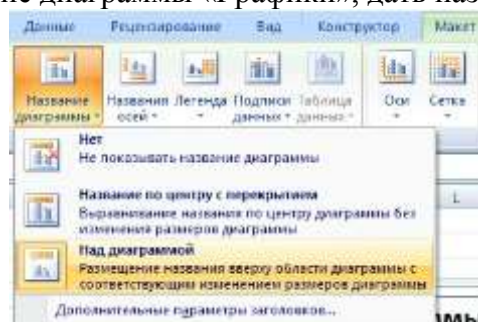 ие диаграммы «Графики», дать наз
Данные Рецензирование Вид Конструктор Макет
Название диаграммы Названия осей Легенда Подписи данных Таблица данных Оси Сетка
Нет
Не показывать название диаграммы
Название по центру с перекрытием
Выравнивание названия по центру диаграммы без
изменения размеров диаграммы
L
Над диаграммой
Размещение названия вверху области диаграммы с
соответствующим изменением размеров диаграммы
Дополнительные параметры заголовков...